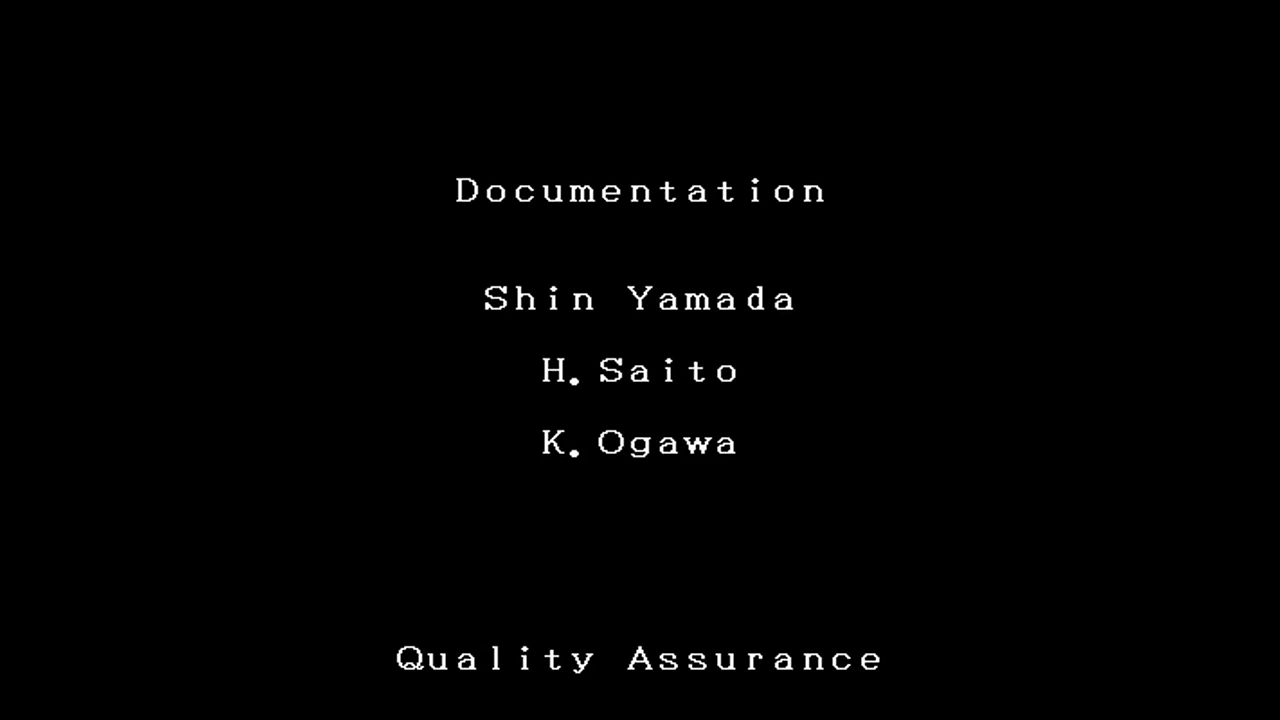 Documentation
Shin Yamada
H. Saito
K. Ogawa
Quality Assurance